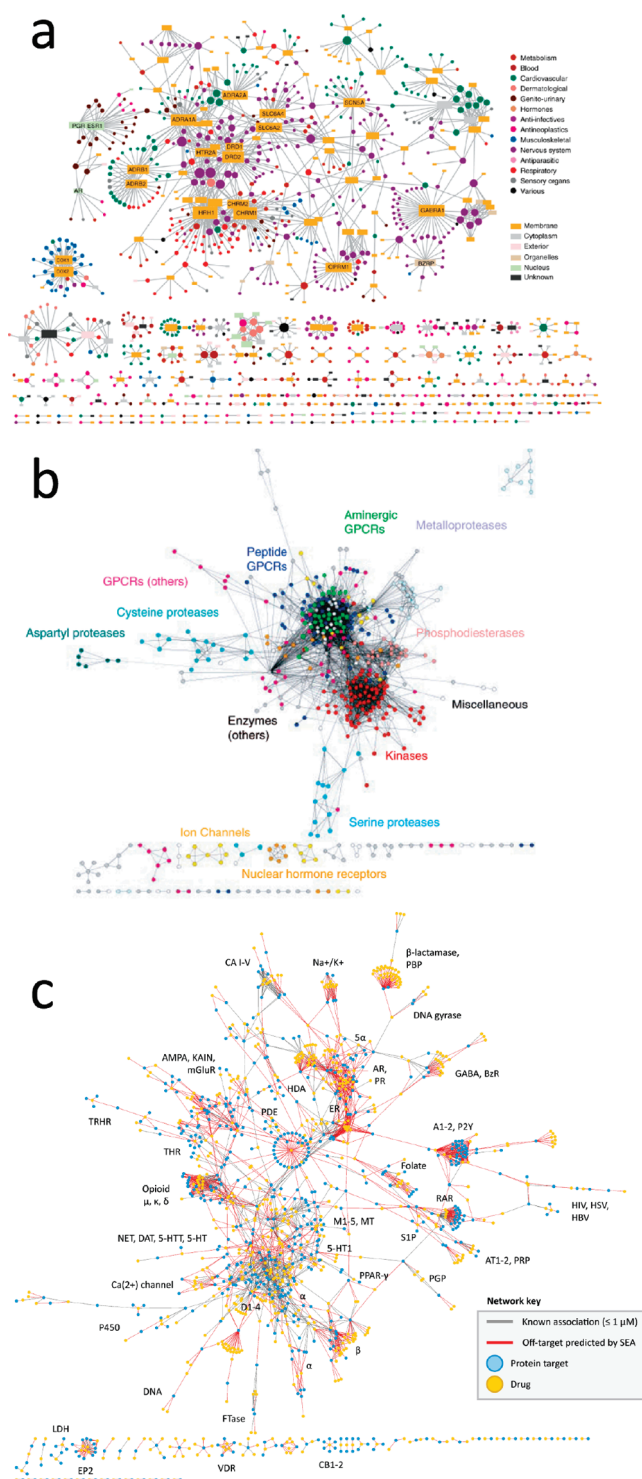 a
Metabolism
Blood
Cardiovascular
Dermatological
Genito-urinary
Hormones
Anti-infectives
Antineoplastics
Musculoskeletal
Nervous system
Antiparasitic
Respiratory
Sensory organs
Various
Membrane
Cytoplasm
Exterior
Organelles
Nucleus
Unknown
ADRA2A
SCN5A
PGR ESR1
ADRA1A
SLC6A1
SLC6A2
DRD1
HTR2A
DRD2
ADRB1
ADRB2
AR
CHRM2
HRH1
CHRM1
GABRA1
OPRM1
BZRP
COX1
COX2
b
Aminergic
GPCRs
Metalloproteases
Peptide
GPCRs
GPCRs (others)
Cysteine proteases
Aspartyl proteases
Phosphodiesterases
Miscellaneous
Enzymes
(others)
Kinases
Serine proteases
Ion Channels
Nuclear hormone receptors
c
CA I-V
Na+/K+
β-lactamase,
PBP
DNA gyrase
5α
AMPA, KAIN,
mGluR
AR,
PR
GABA, BzR
HDA
PDE
ER
TRHR
A1-2, P2Y
THR
Folate
Opioid
μ, κ, δ
RAR
HIV, HSV,
HBV
M1-5, MT
NET, DAT, 5-HTT, 5-HT
S1P
AT1-2, PRP
5-HT1
Ca(2+) channel
PPAR-γ
PGP
α
D1-4
P450
β
α
DNA
FTase
Network key
Known association (≤ 1 μM)
Off-target predicted by SEA
Protein target
Drug
LDH
EP2
VDR
CB1-2